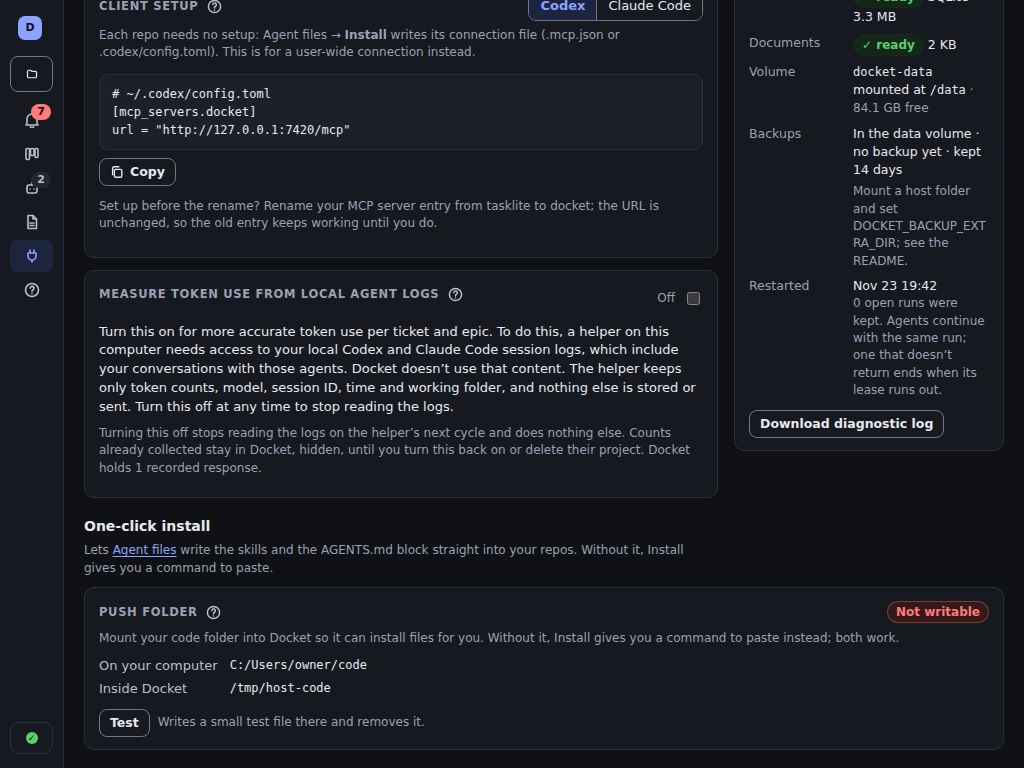 D
7
2
CLIENT SETUP
Codex
Claude Code
Each repo needs no setup: Agent files → Install writes its connection file (.mcp.json or
.codex/config.toml). This is for a user-wide connection instead.
# ~/.codex/config.toml
[mcp_servers.docket]
url = "http://127.0.0.1:7420/mcp"
Copy
Set up before the rename? Rename your MCP server entry from tasklite to docket; the URL is
unchanged, so the old entry keeps working until you do.
MEASURE TOKEN USE FROM LOCAL AGENT LOGS
Off
Turn this on for more accurate token use per ticket and epic. To do this, a helper on this
computer needs access to your local Codex and Claude Code session logs, which include
your conversations with those agents. Docket doesn’t use that content. The helper keeps
only token counts, model, session ID, time and working folder, and nothing else is stored or
sent. Turn this off at any time to stop reading the logs.
Turning this off stops reading the logs on the helper’s next cycle and does nothing else. Counts
already collected stay in Docket, hidden, until you turn this back on or delete their project. Docket
holds 1 recorded response.
3.3 MB
Documents
✓ ready 2 KB
Volume
docket-data
mounted at /data ·
84.1 GB free
Backups
In the data volume ·
no backup yet · kept
14 days
Mount a host folder
and set
DOCKET_BACKUP_EXT
RA_DIR; see the
README.
Restarted
Nov 23 19:42
0 open runs were
kept. Agents continue
with the same run;
one that doesn’t
return ends when its
lease runs out.
Download diagnostic log
One-click install
Lets Agent files write the skills and the AGENTS.md block straight into your repos. Without it, Install
gives you a command to paste.
PUSH FOLDER
Not writable
Mount your code folder into Docket so it can install files for you. Without it, Install gives you a command to paste instead; both work.
On your computer C:/Users/owner/code
Inside Docket /tmp/host-code
Test
Writes a small test file there and removes it.